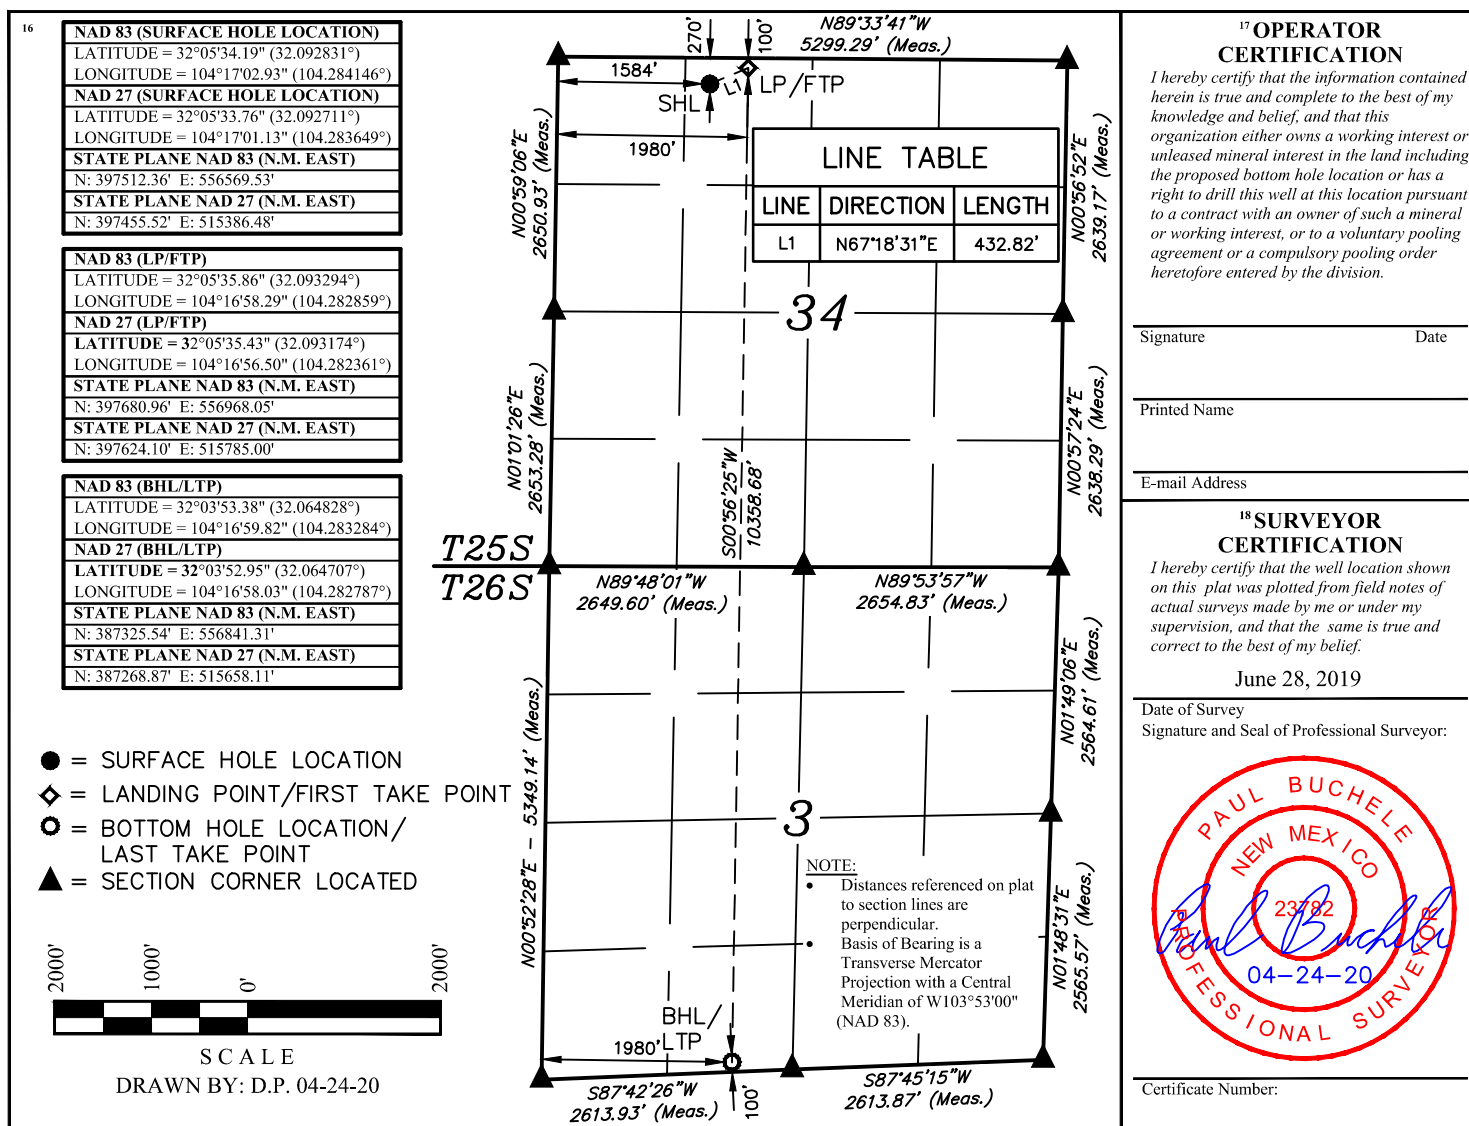 16
NAD 83 (SURFACE HOLE LOCATION)
LATITUDE = 32°05'34.19" (32.092831°)
LONGITUDE = 104°17'02.93" (104.284146°)
NAD 27 (SURFACE HOLE LOCATION)
LATITUDE = 32°05'33.76" (32.092711°)
LONGITUDE = 104°17'01.13" (104.283649°)
STATE PLANE NAD 83 (N.M. EAST)
N: 397512.36' E: 556569.53'
STATE PLANE NAD 27 (N.M. EAST)
N: 397455.52' E: 515386.48'
NAD 83 (LP/FTP)
LATITUDE = 32°05'35.86" (32.093294°)
LONGITUDE = 104°16'58.29" (104.282859°)
NAD 27 (LP/FTP)
LATITUDE = 32°05'35.43" (32.093174°)
LONGITUDE = 104°16'56.50" (104.282361°)
STATE PLANE NAD 83 (N.M. EAST)
N: 397680.96' E: 556968.05'
STATE PLANE NAD 27 (N.M. EAST)
N: 397624.10' E: 515785.00'
NAD 83 (BHL/LTP)
LATITUDE = 32°03'53.38" (32.064828°)
LONGITUDE = 104°16'59.82" (104.283284°)
NAD 27 (BHL/LTP)
LATITUDE = 32°03'52.95" (32.064707°)
LONGITUDE = 104°16'58.03" (104.282787°)
STATE PLANE NAD 83 (N.M. EAST)
N: 387325.54' E: 556841.31'
STATE PLANE NAD 27 (N.M. EAST)
N: 387268.87' E: 515658.11'
= SURFACE HOLE LOCATION
= LANDING POINT/FIRST TAKE POINT
= BOTTOM HOLE LOCATION/
LAST TAKE POINT
= SECTION CORNER LOCATED
2000'
1000'
0'
2000'
SCALE
DRAWN BY: D.P. 04-24-20
270'
100'
N89°33'41"W
5299.29' (Meas.)
1584'
L1
LP/FTP
SHL
1980'
N00°59'06"E
2650.93' (Meas.)
N00°56'52"E
2639.17' (Meas.)
LINE TABLE
LINE DIRECTION LENGTH
L1 N67°18'31"E 432.82'
34
N01°01'26"E
2653.28' (Meas.)
S00°56'25"W
10358.68'
N00°57'24"E
2638.29' (Meas.)
T25S
T26S
N89°48'01"W
2649.60' (Meas.)
N89°53'57"W
2654.83' (Meas.)
N00°52'28"E - 5349.14' (Meas.)
N01°49'06"E
2564.61' (Meas.)
3
NOTE:
• Distances referenced on plat
to section lines are
perpendicular.
• Basis of Bearing is a
Transverse Mercator
Projection with a Central
Meridian of W103°53'00"
(NAD 83).
N01°48'31"E
2565.57' (Meas.)
BHL/
LTP
1980'
S87°42'26"W
2613.93' (Meas.)
100'
S87°45'15"W
2613.87' (Meas.)
17 OPERATOR
CERTIFICATION
I hereby certify that the information contained
herein is true and complete to the best of my
knowledge and belief, and that this
organization either owns a working interest or
unleased mineral interest in the land including
the proposed bottom hole location or has a
right to drill this well at this location pursuant
to a contract with an owner of such a mineral
or working interest, or to a voluntary pooling
agreement or a compulsory pooling order
heretofore entered by the division.
Signature Date
Printed Name
E-mail Address
18 SURVEYOR
CERTIFICATION
I hereby certify that the well location shown
on this plat was plotted from field notes of
actual surveys made by me or under my
supervision, and that the same is true and
correct to the best of my belief.
June 28, 2019
Date of Survey
Signature and Seal of Professional Surveyor:
PAUL BUCHELE
NEW MEXICO
23782
Paul Buchele
04-24-20
PROFESSIONAL SURVEYOR
Certificate Number: